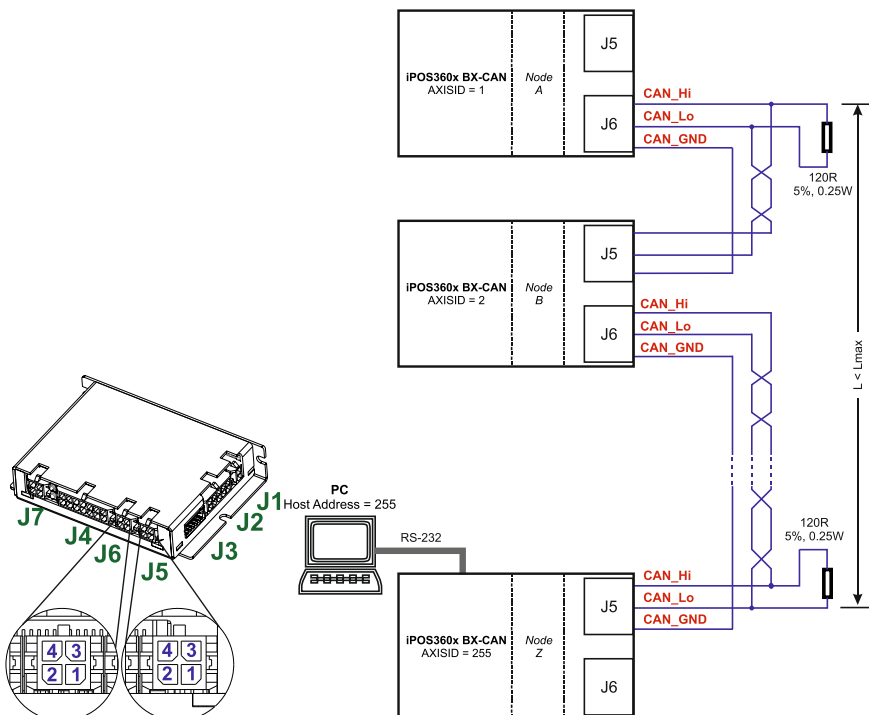 iPOS360x BX-CAN
AXISID = 1
Node
A
J5
J6
CAN_Hi
CAN_Lo
CAN_GND
120R
5%, 0.25W
iPOS360x BX-CAN
AXISID = 2
Node
B
J5
J6
CAN_Hi
CAN_Lo
CAN_GND
L < Lmax
J1
J2
J3
J7
J4
J6
J5
4 3
2 1
4 3
2 1
PC
Host Address = 255
RS-232
120R
5%, 0.25W
iPOS360x BX-CAN
AXISID = 255
Node
Z
J5
J6
CAN_Hi
CAN_Lo
CAN_GND